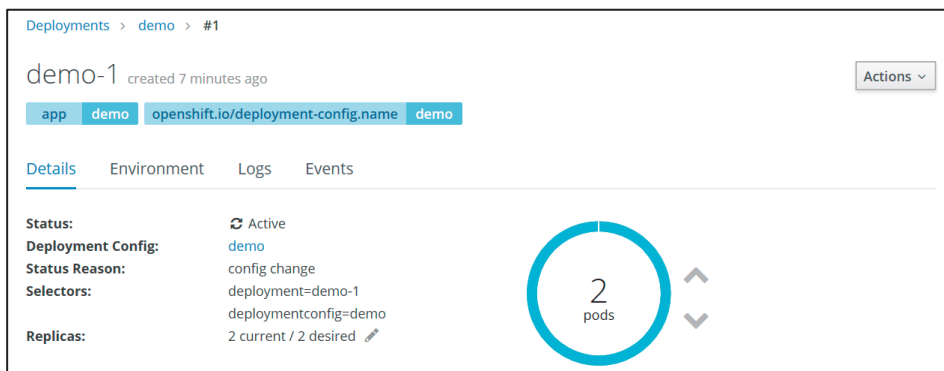 Deployments > demo > #1
demo-1 created 7 minutes ago
Actions
app demo openshift.io/deployment-config.name demo
Details Environment Logs Events
Status: Active
Deployment Config: demo
Status Reason: config change
Selectors: deployment=demo-1
deploymentconfig=demo
Replicas: 2 current / 2 desired
2
pods